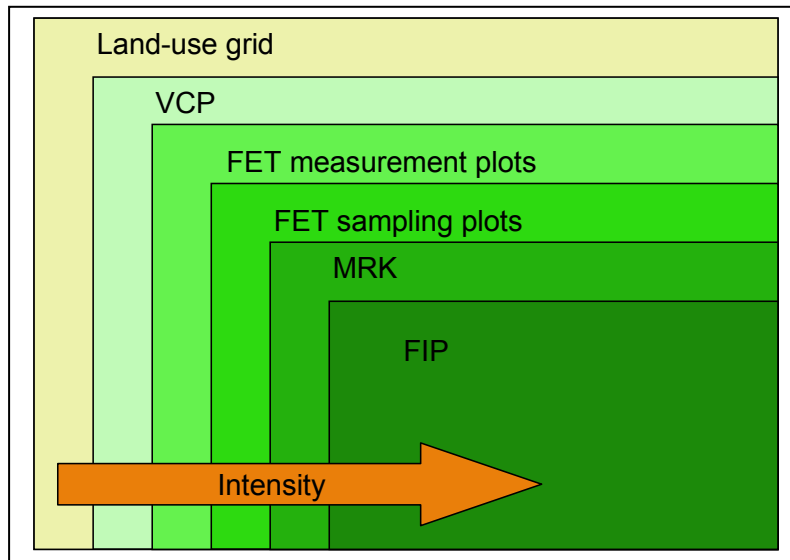 Land-use grid
VCP
FET measurement plots
FET sampling plots
MRK
FIP
Intensity